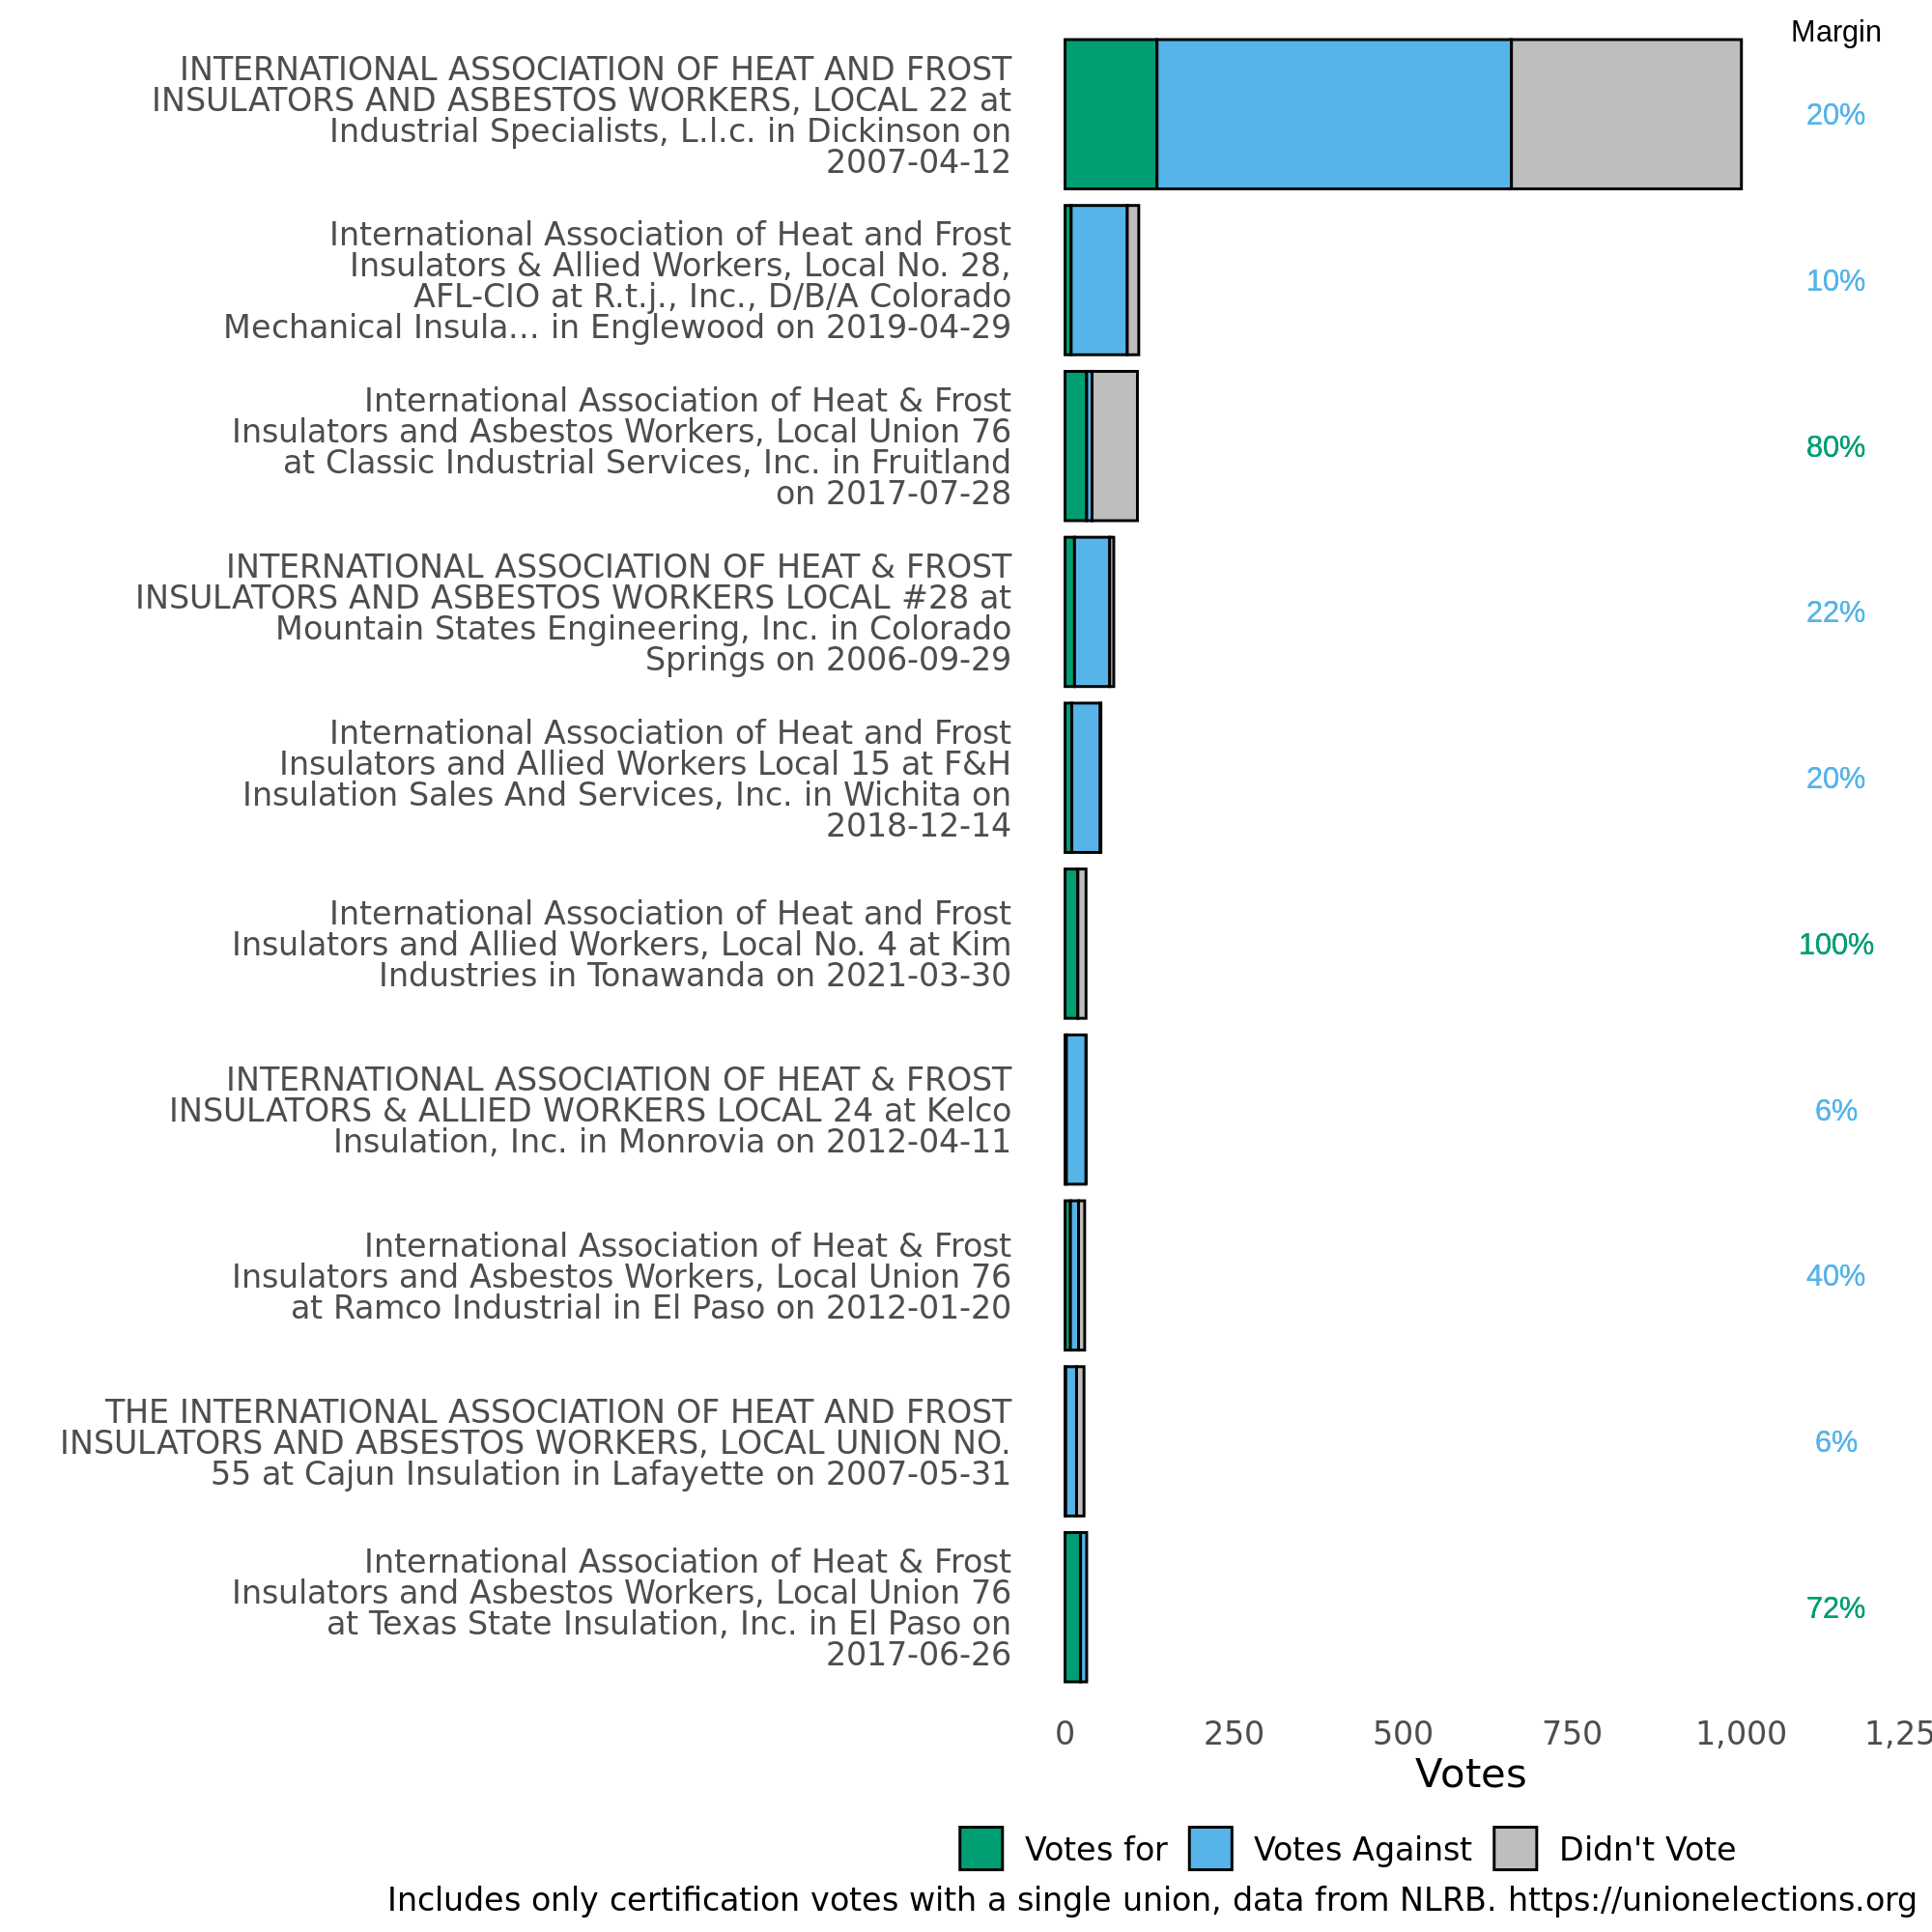 Margin
INTERNATIONAL ASSOCIATION OF HEAT AND FROST
INSULATORS AND ASBESTOS WORKERS, LOCAL 22 at
Industrial Specialists, L.l.c. in Dickinson on
2007-04-12
20%
International Association of Heat and Frost
Insulators & Allied Workers, Local No. 28,
AFL-CIO at R.t.j., Inc., D/B/A Colorado
Mechanical Insula... in Englewood on 2019-04-29
10%
International Association of Heat & Frost
Insulators and Asbestos Workers, Local Union 76
at Classic Industrial Services, Inc. in Fruitland
on 2017-07-28
80%
INTERNATIONAL ASSOCIATION OF HEAT & FROST
INSULATORS AND ASBESTOS WORKERS LOCAL #28 at
Mountain States Engineering, Inc. in Colorado
Springs on 2006-09-29
22%
International Association of Heat and Frost
Insulators and Allied Workers Local 15 at F&H
Insulation Sales And Services, Inc. in Wichita on
2018-12-14
20%
International Association of Heat and Frost
Insulators and Allied Workers, Local No. 4 at Kim
Industries in Tonawanda on 2021-03-30
100%
INTERNATIONAL ASSOCIATION OF HEAT & FROST
INSULATORS & ALLIED WORKERS LOCAL 24 at Kelco
Insulation, Inc. in Monrovia on 2012-04-11
6%
International Association of Heat & Frost
Insulators and Asbestos Workers, Local Union 76
at Ramco Industrial in El Paso on 2012-01-20
40%
THE INTERNATIONAL ASSOCIATION OF HEAT AND FROST
INSULATORS AND ABSESTOS WORKERS, LOCAL UNION NO.
55 at Cajun Insulation in Lafayette on 2007-05-31
6%
International Association of Heat & Frost
Insulators and Asbestos Workers, Local Union 76
at Texas State Insulation, Inc. in El Paso on
2017-06-26
72%
0 250 500 750 1,000 1,25
Votes
Votes for Votes Against Didn't Vote
Includes only certification votes with a single union, data from NLRB. https://unionelections.org